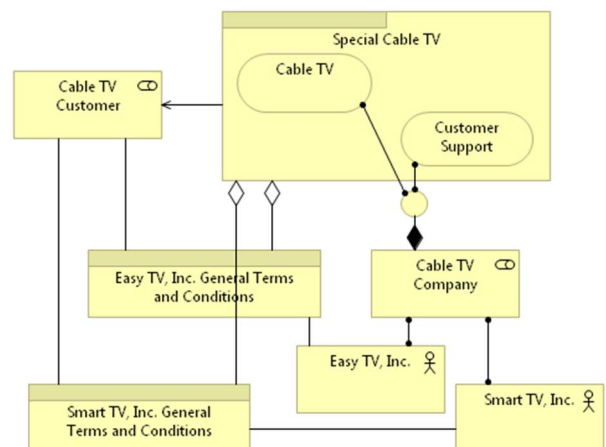 Special Cable TV
Cable TV
Cable TV
Customer
Customer
Support
Easy TV, Inc. General Terms
and Conditions
Cable TV
Company
Easy TV, Inc.
Smart TV, Inc.
Smart TV, Inc. General
Terms and Conditions